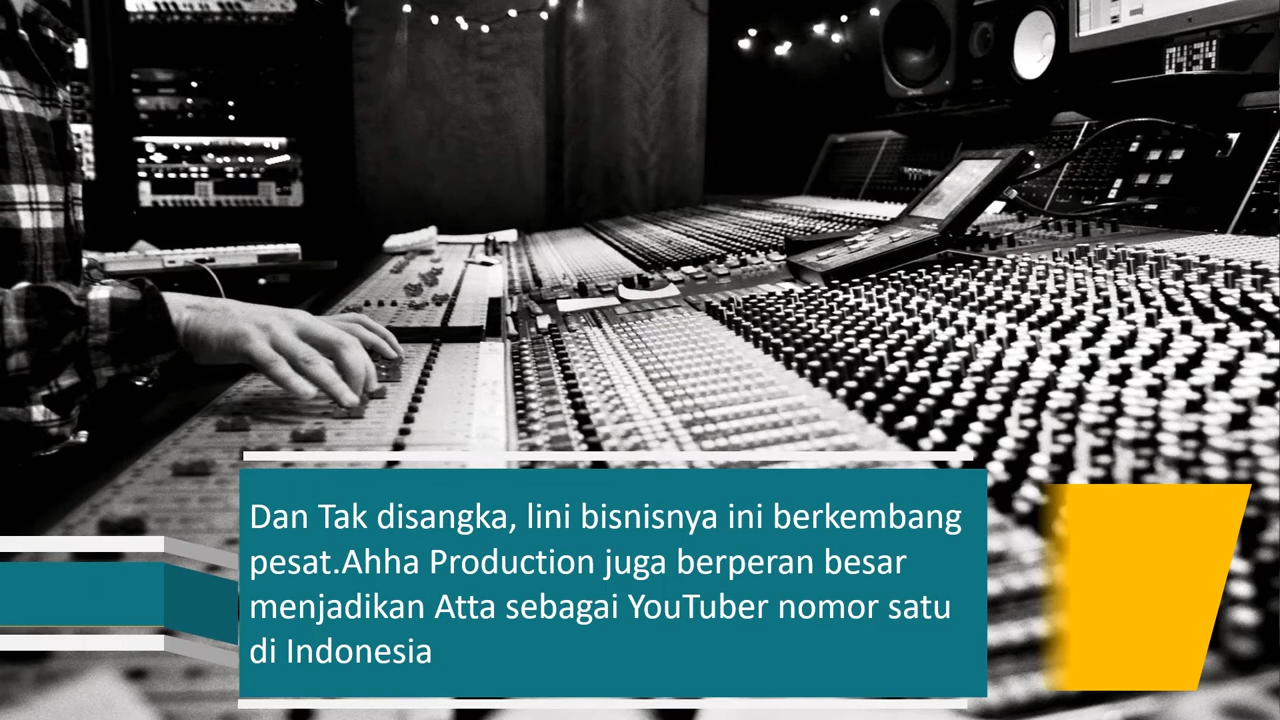 Dan Tak disangka, lini bisnisnya ini berkembang
pesat.Ahha Production juga berperan besar
menjadikan Atta sebagai YouTuber nomor satu
di Indonesia